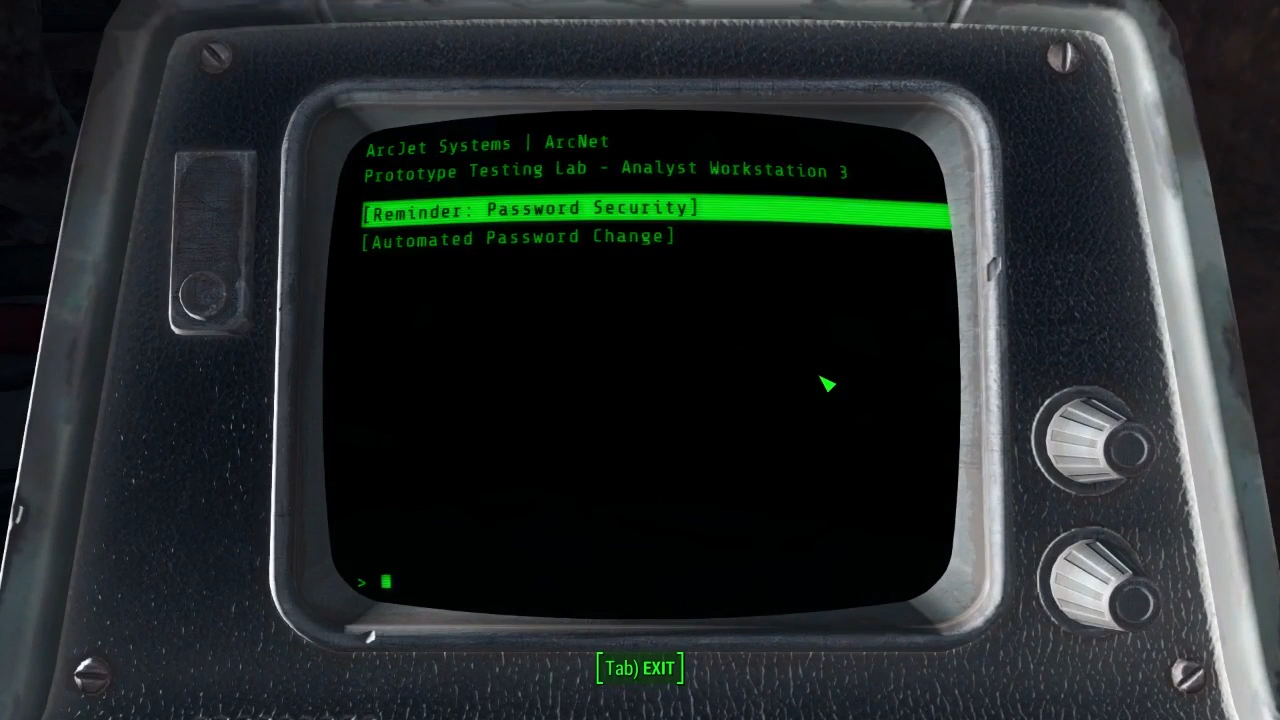 ArcJet Systems | ArcNet
Prototype Testing Lab - Analyst Workstation 3
[Reminder: Password Security]
[Automated Password Change]
>
[Tab) EXIT]